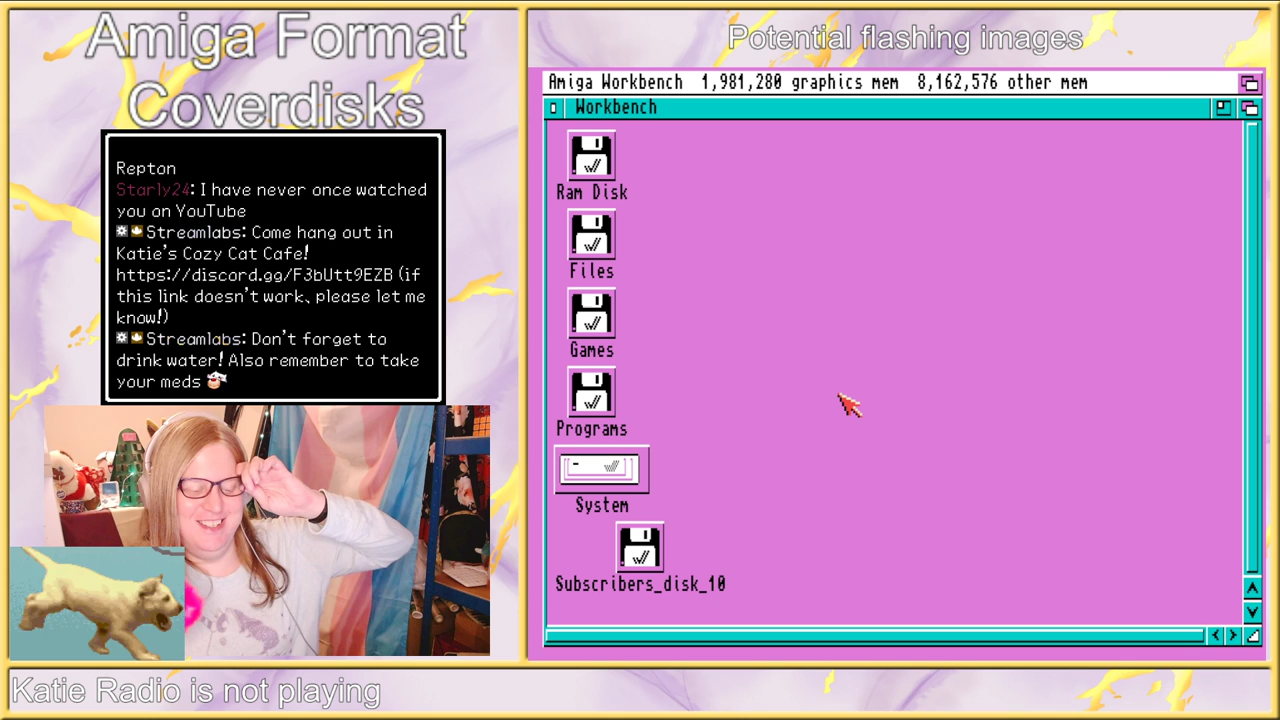 Amiga Format
Coverdisks
Repton
Starly24: I have never once watched
you on YouTube
Streamlabs: Come hang out in
Katie's Cozy Cat Cafe!
https://discord.gg/F3bUtt9EZB (if
this link doesn't work, please let me
know!)
Streamlabs: Don't forget to
drink water! Also remember to take
your meds
Katie Radio is not playing
Potential flashing images
Amiga Workbench 1,981,280 graphics mem 8,162,576 other mem
Workbench
Ram Disk
Files
Games
Programs
System
Subscribers_disk_10